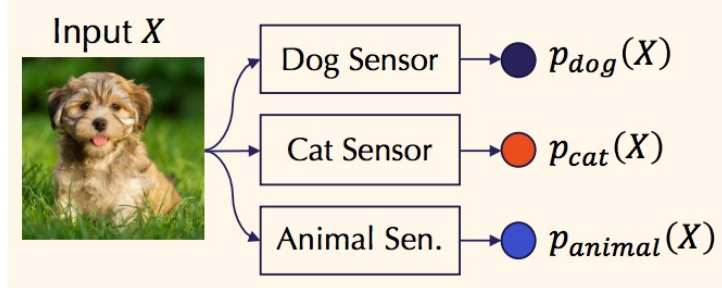 Input X
Dog Sensor
p_dog(X)
Cat Sensor
p_cat(X)
Animal Sen.
p_animal(X)